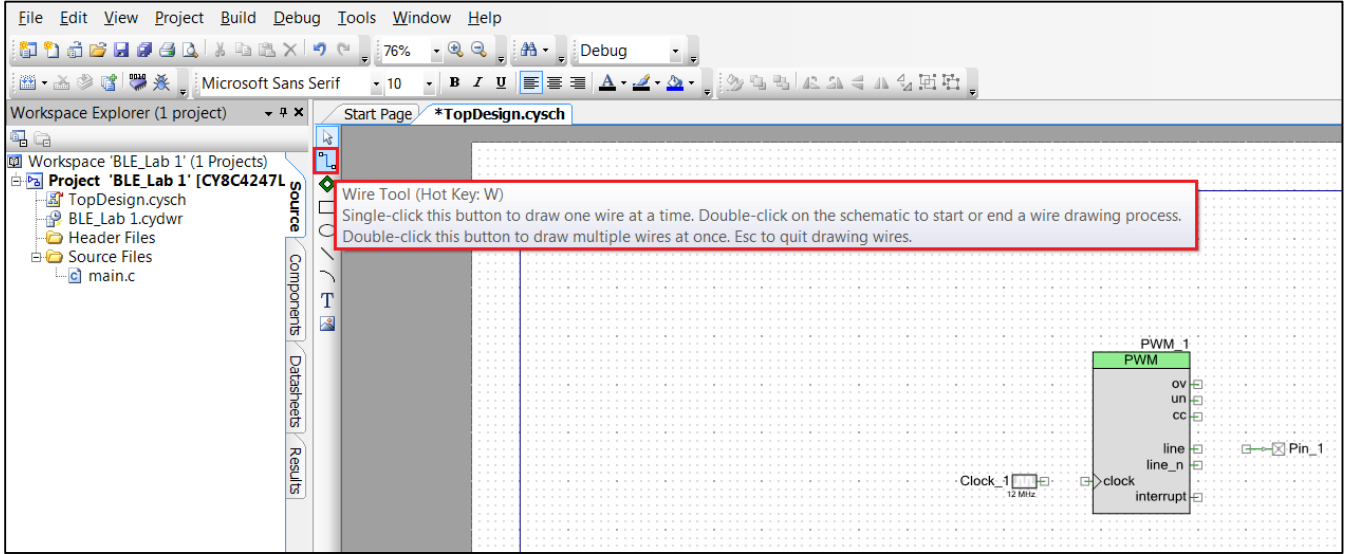 File Edit View Project Build Debug Tools Window Help
76% Debug
Microsoft Sans Serif 10 B I U A
Workspace Explorer (1 project)
Start Page *TopDesign.cysch
Workspace 'BLE_Lab 1' (1 Projects)
Project 'BLE_Lab 1' [CY8C4247L
TopDesign.cysch
BLE_Lab 1.cydwr
Header Files
Source Files
main.c
Source
Components
Datasheets
Results
T
Wire Tool (Hot Key: W)
Single-click this button to draw one wire at a time. Double-click on the schematic to start or end a wire drawing process.
Double-click this button to draw multiple wires at once. Esc to quit drawing wires.
PWM_1
PWM
ov
un
cc
line
line_n
clock
interrupt
Pin_1
Clock_1
12 MHz